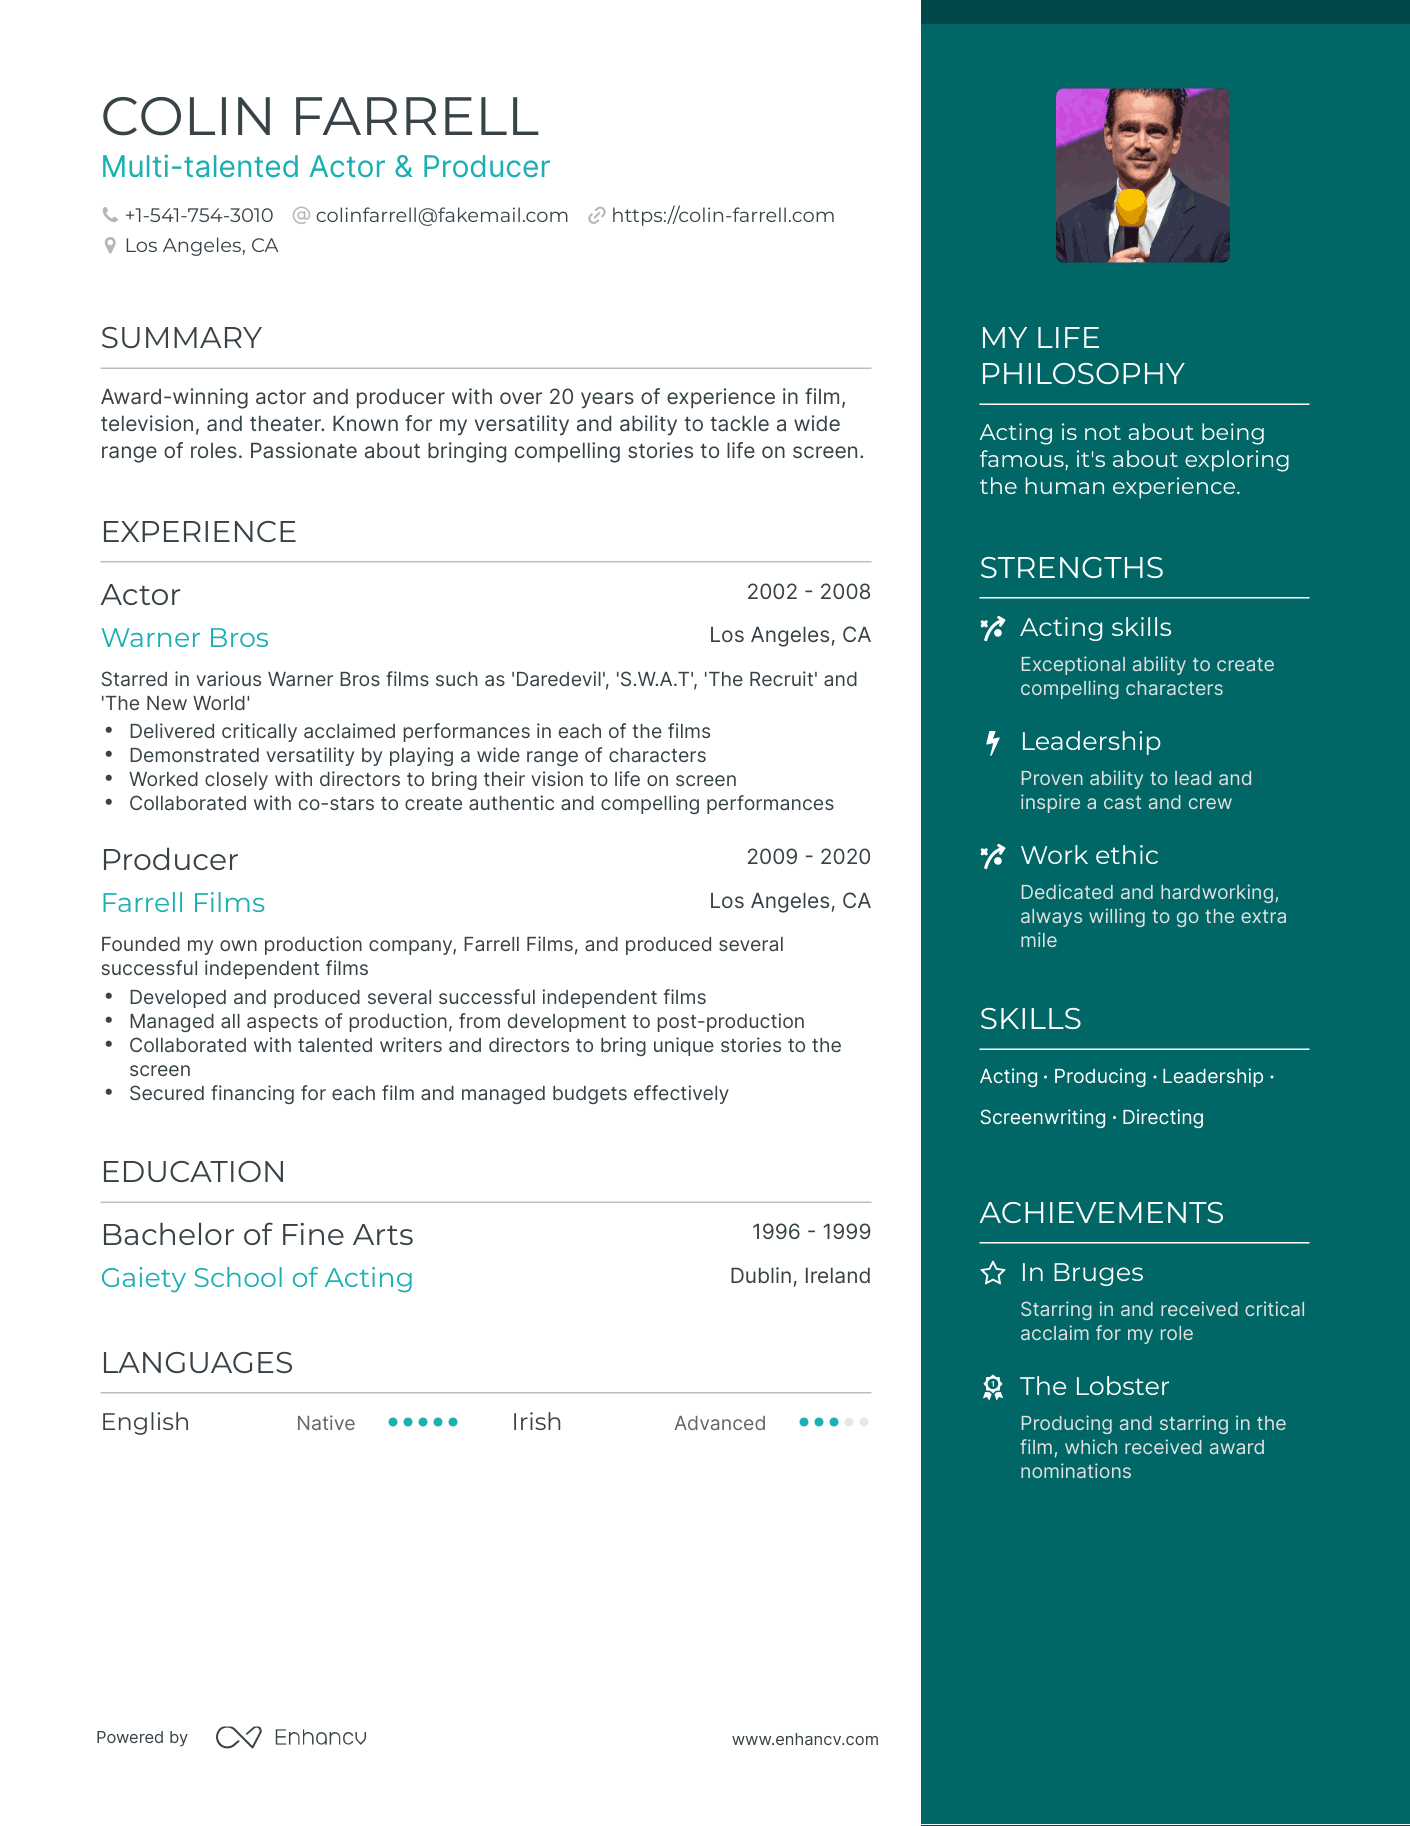 COLIN FARRELL
Multi-talented Actor & Producer
+1-541-754-3010 colinfarrell@fakemail.com https://colin-farrell.com
Los Angeles, CA
SUMMARY
Award-winning actor and producer with over 20 years of experience in film,
television, and theater. Known for my versatility and ability to tackle a wide
range of roles. Passionate about bringing compelling stories to life on screen.
EXPERIENCE
Actor 2002 - 2008
Warner Bros Los Angeles, CA
Starred in various Warner Bros films such as 'Daredevil', 'S.W.A.T', 'The Recruit' and
'The New World'
• Delivered critically acclaimed performances in each of the films
• Demonstrated versatility by playing a wide range of characters
• Worked closely with directors to bring their vision to life on screen
• Collaborated with co-stars to create authentic and compelling performances
Producer 2009 - 2020
Farrell Films Los Angeles, CA
Founded my own production company, Farrell Films, and produced several
successful independent films
• Developed and produced several successful independent films
• Managed all aspects of production, from development to post-production
• Collaborated with talented writers and directors to bring unique stories to the
screen
• Secured financing for each film and managed budgets effectively
EDUCATION
Bachelor of Fine Arts 1996 - 1999
Gaiety School of Acting Dublin, Ireland
LANGUAGES
English Native Irish Advanced
MY LIFE
PHILOSOPHY
Acting is not about being
famous, it's about exploring
the human experience.
STRENGTHS
Acting skills
Exceptional ability to create
compelling characters
Leadership
Proven ability to lead and
inspire a cast and crew
Work ethic
Dedicated and hardworking,
always willing to go the extra
mile
SKILLS
Acting · Producing · Leadership ·
Screenwriting · Directing
ACHIEVEMENTS
In Bruges
Starring in and received critical
acclaim for my role
The Lobster
Producing and starring in the
film, which received award
nominations
Powered by Enhancv www.enhancv.com